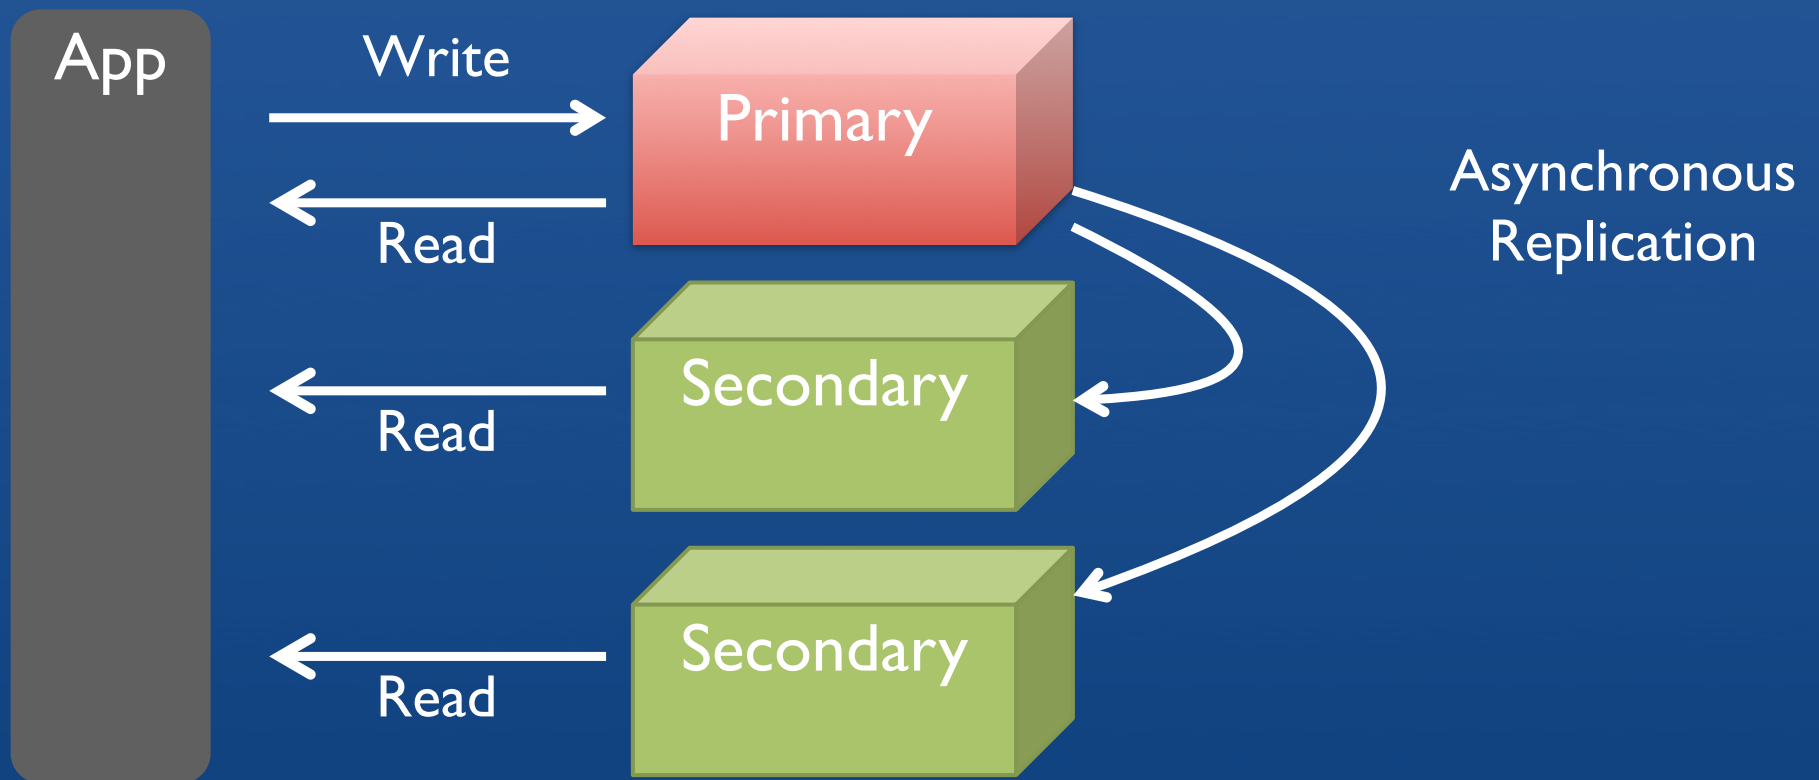 App
Write
Primary
Read
Asynchronous
Replication
Secondary
Read
Secondary
Read